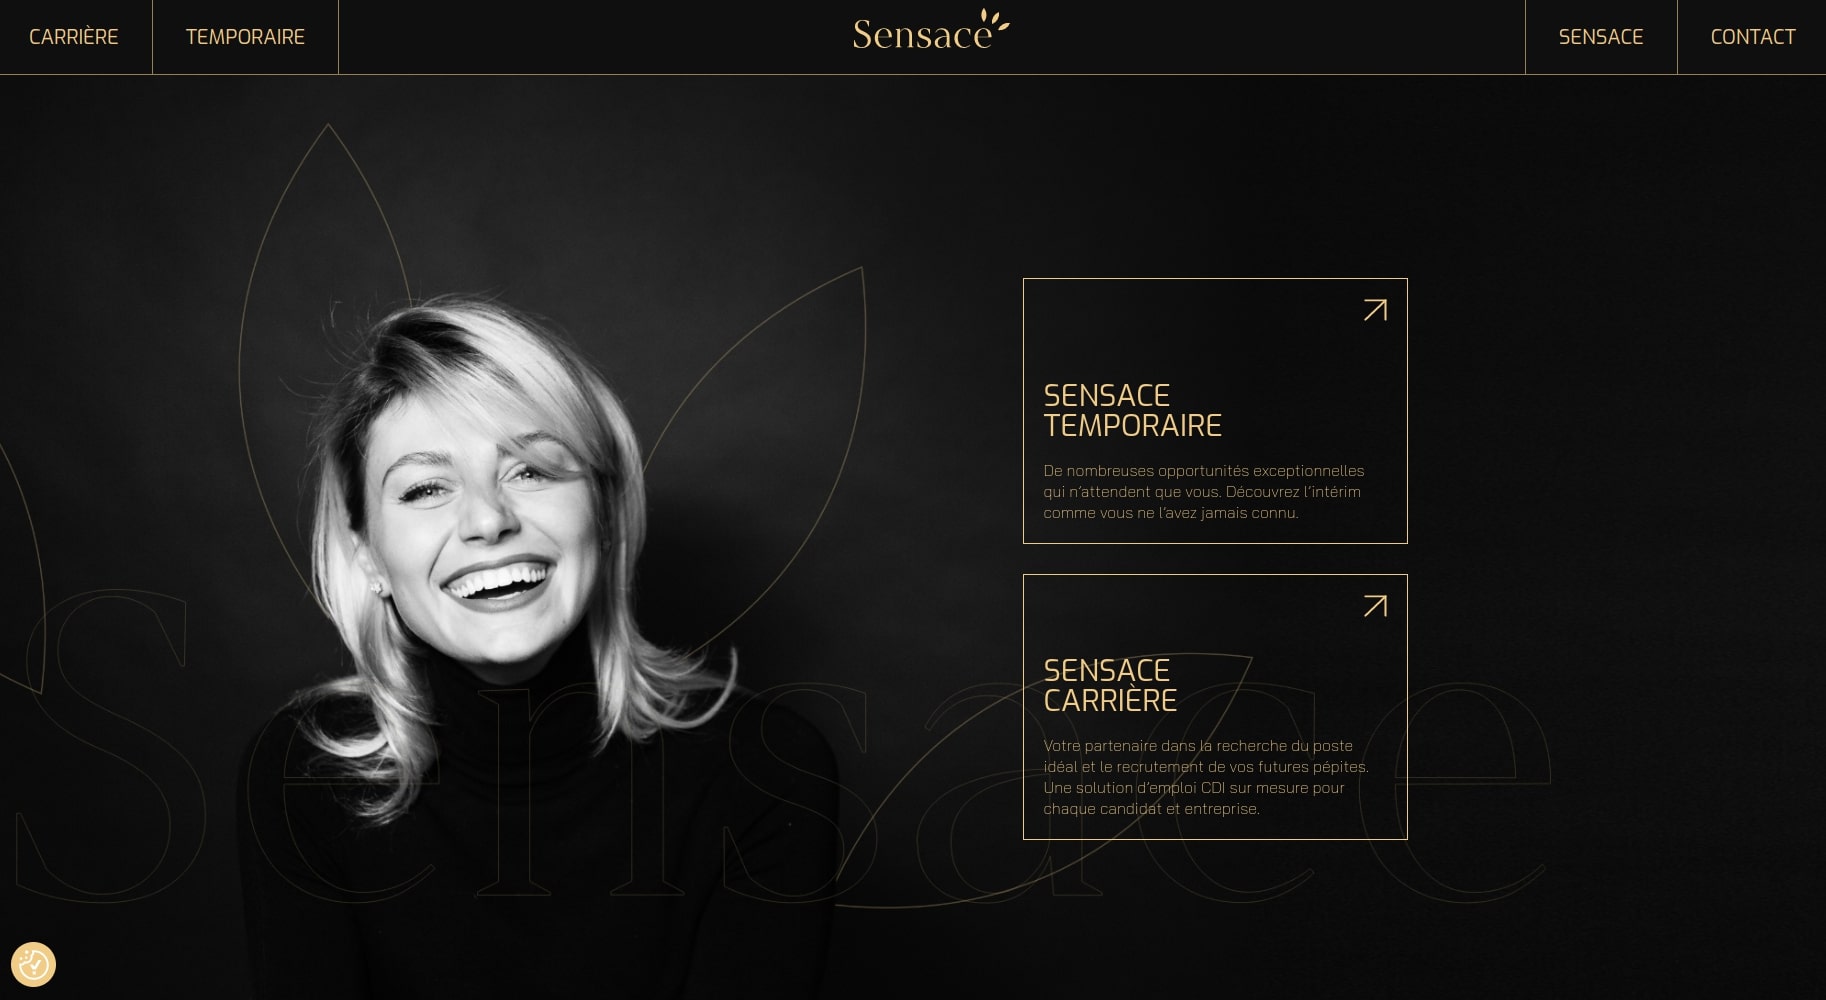 CARRIÈRE
TEMPORAIRE
Sensace
SENSACE
CONTACT
SENSACE
TEMPORAIRE
De nombreuses opportunités exceptionnelles
qui n'attendent que vous. Découvrez l'intérim
comme vous ne l'avez jamais connu.
SENSACE
CARRIÈRE
Votre partenaire dans la recherche du poste
idéal et le recrutement de vos futures pépites.
Une solution d'emploi CDI sur mesure pour
chaque candidat et entreprise.
Sensace